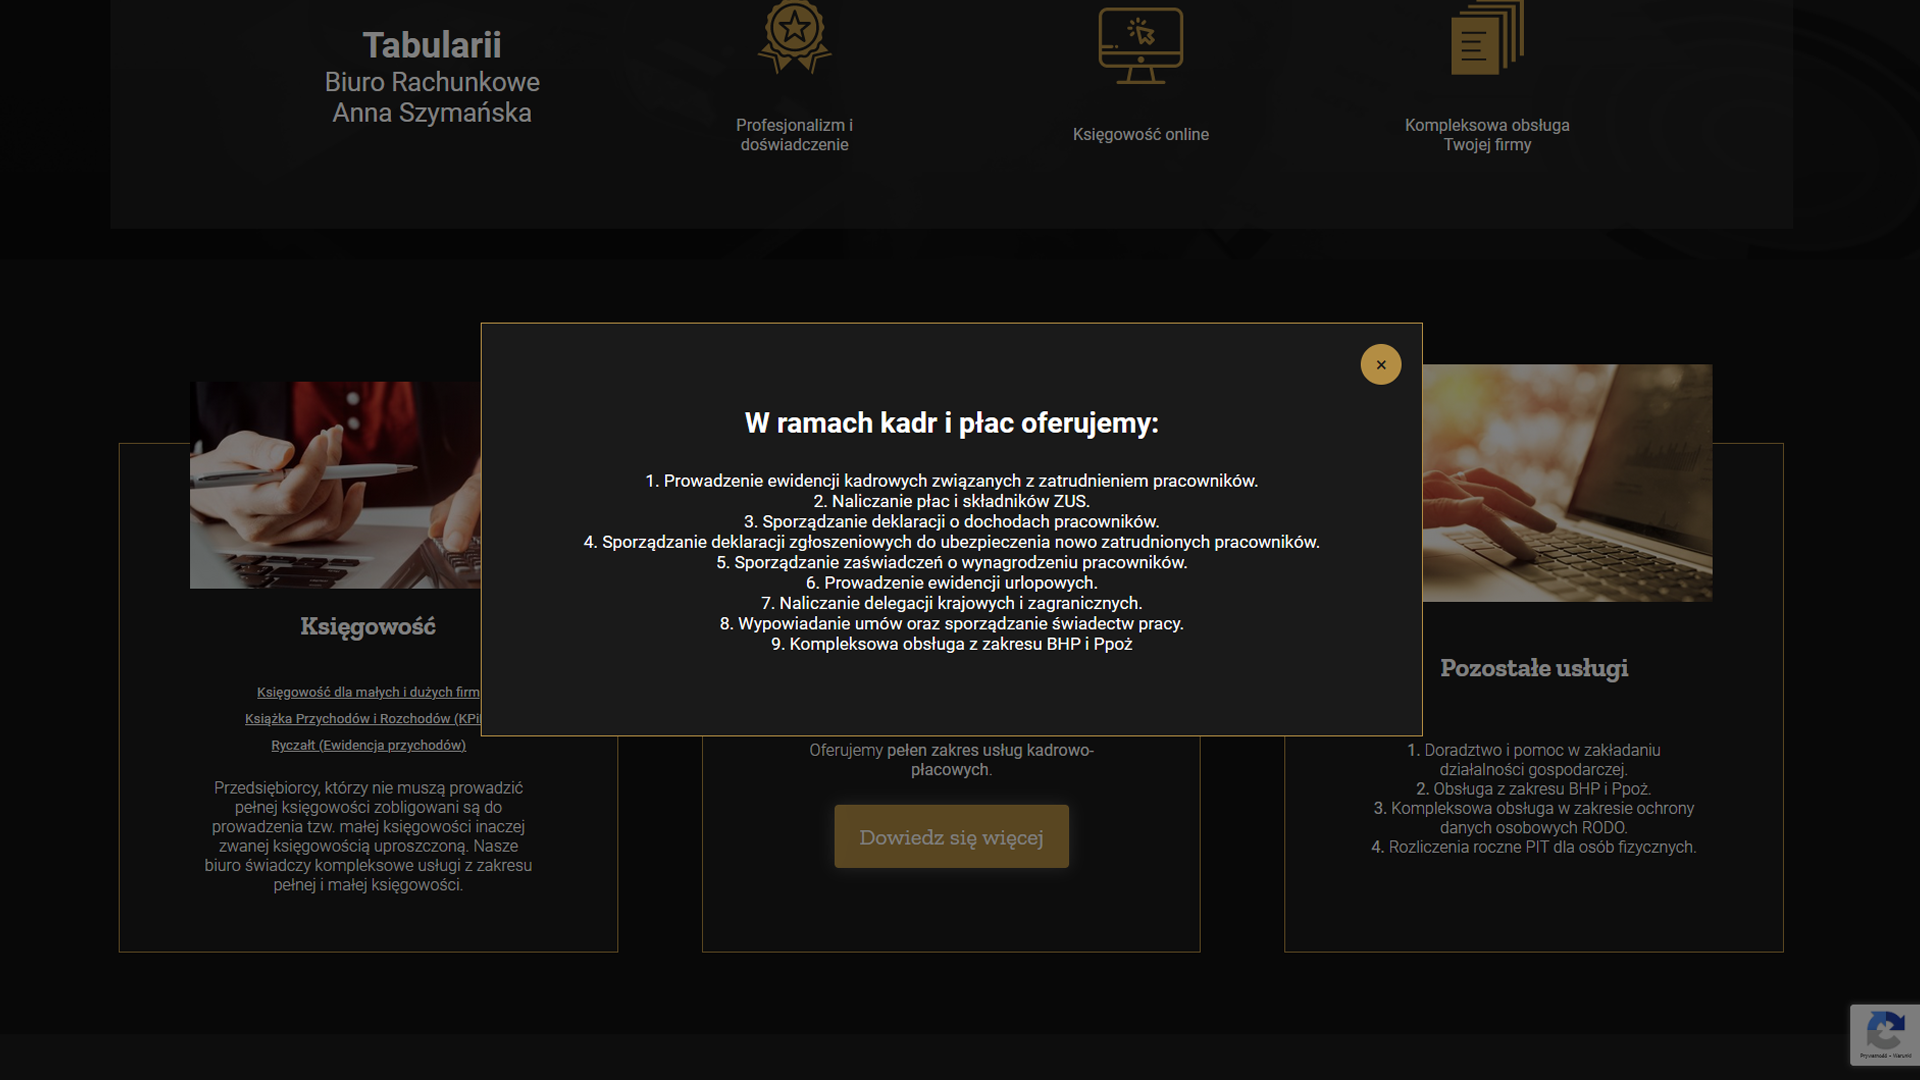 Tabularii
Biuro Rachunkowe
Anna Szymańska
Profesjonalizm i
doświadczenie
Księgowość online
Kompleksowa obsługa
Twojej firmy
×
W ramach kadr i płac oferujemy:
1. Prowadzenie ewidencji kadrowych związanych z zatrudnieniem pracowników.
2. Naliczanie płac i składników ZUS.
3. Sporządzanie deklaracji o dochodach pracowników.
4. Sporządzanie deklaracji zgłoszeniowych do ubezpieczenia nowo zatrudnionych pracowników.
5. Sporządzanie zaświadczeń o wynagrodzeniu pracowników.
6. Prowadzenie ewidencji urlopowych.
7. Naliczanie delegacji krajowych i zagranicznych.
8. Wypowiadanie umów oraz sporządzanie świadectw pracy.
9. Kompleksowa obsługa z zakresu BHP i Ppoż
Księgowość
Księgowość dla małych i dużych firm
Książka Przychodów i Rozchodów (KPi
Ryczałt (Ewidencja przychodów)
Przedsiębiorcy, którzy nie muszą prowadzić
pełnej księgowości zobligowani są do
prowadzenia tzw. małej księgowości inaczej
zwanej księgowością uproszczoną. Nasze
biuro świadczy kompleksowe usługi z zakresu
pełnej i małej księgowości.
Oferujemy pełen zakres usług kadrowo-
płacowych.
Dowiedz się więcej
Pozostałe usługi
1. Doradztwo i pomoc w zakładaniu
działalności gospodarczej.
2. Obsługa z zakresu BHP i Ppoż.
3. Kompleksowa obsługa w zakresie ochrony
danych osobowych RODO.
4. Rozliczenia roczne PIT dla osób fizycznych.